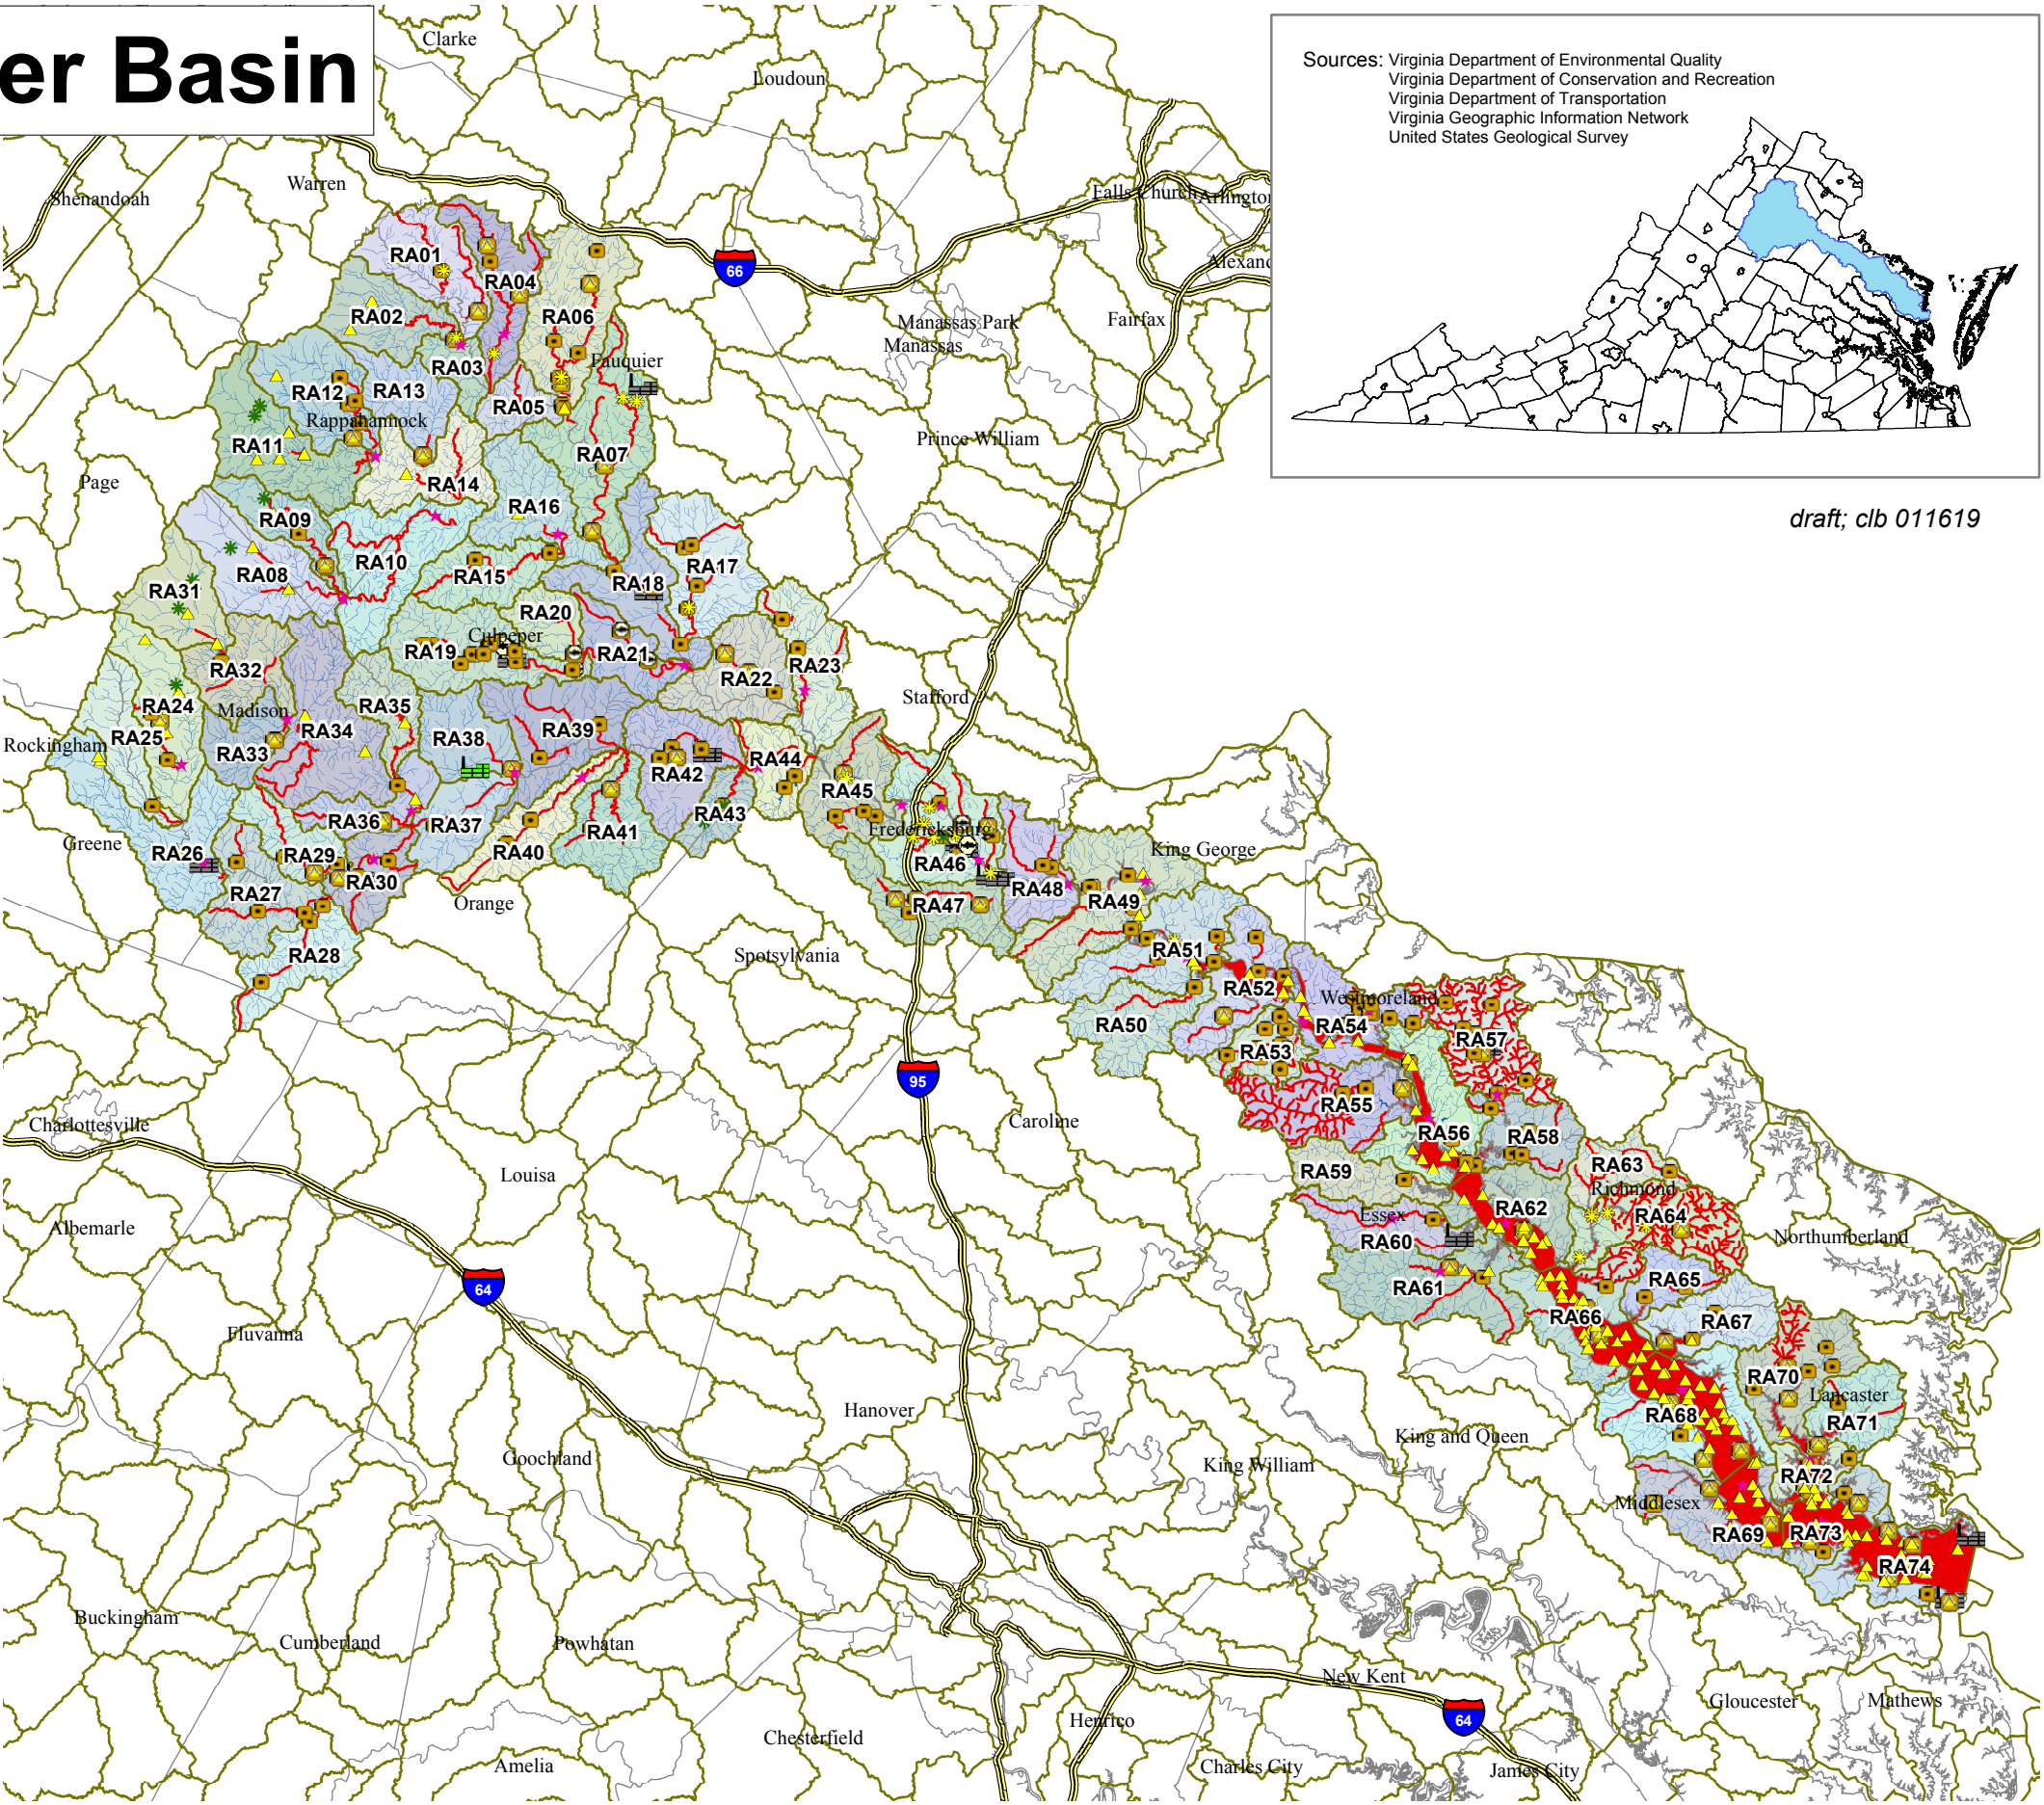 er Basin
Sources: Virginia Department of Environmental Quality
Virginia Department of Conservation and Recreation
Virginia Department of Transportation
Virginia Geographic Information Network
United States Geological Survey
draft; clb 011619
Clarke
Loudoun
Warren
Shenandoah
Falls Church
Arlington
66
Alexand
RA01
RA04
RA02
RA06
Manassas Park
Fairfax
Manassas
Fauquier
RA03
RA12
RA13
RA05
Rappahannock
Prince William
RA11
RA07
Page
RA14
RA16
RA09
RA10
RA17
RA08
RA15
RA18
RA31
RA20
Culpeper
RA19
RA21
RA23
RA32
RA22
Stafford
RA24
Madison
RA35
RA25
RA34
RA38
RA39
Rockingham
RA33
RA44
RA42
RA45
RA43
RA36
RA37
RA41
Fredericksburg
Greene
RA26
RA29
RA40
King George
RA46
RA30
RA48
RA27
Orange
RA47
RA49
RA28
Spotsylvania
RA51
RA52
Westmoreland
RA50
RA54
RA57
RA53
95
RA55
Charlottesville
Caroline
RA56
RA58
Louisa
RA59
RA63
Richmond
RA62
Essex
RA64
Albemarle
RA60
Northumberland
64
RA61
RA65
RA66
RA67
Fluvanna
RA70
Lancaster
Hanover
RA68
RA71
King and Queen
Goochland
King William
RA72
Middlesex
RA69
RA73
RA74
Buckingham
Cumberland
Powhatan
New Kent
Gloucester
Mathews
64
Henrico
Chesterfield
Amelia
Charles City
James City